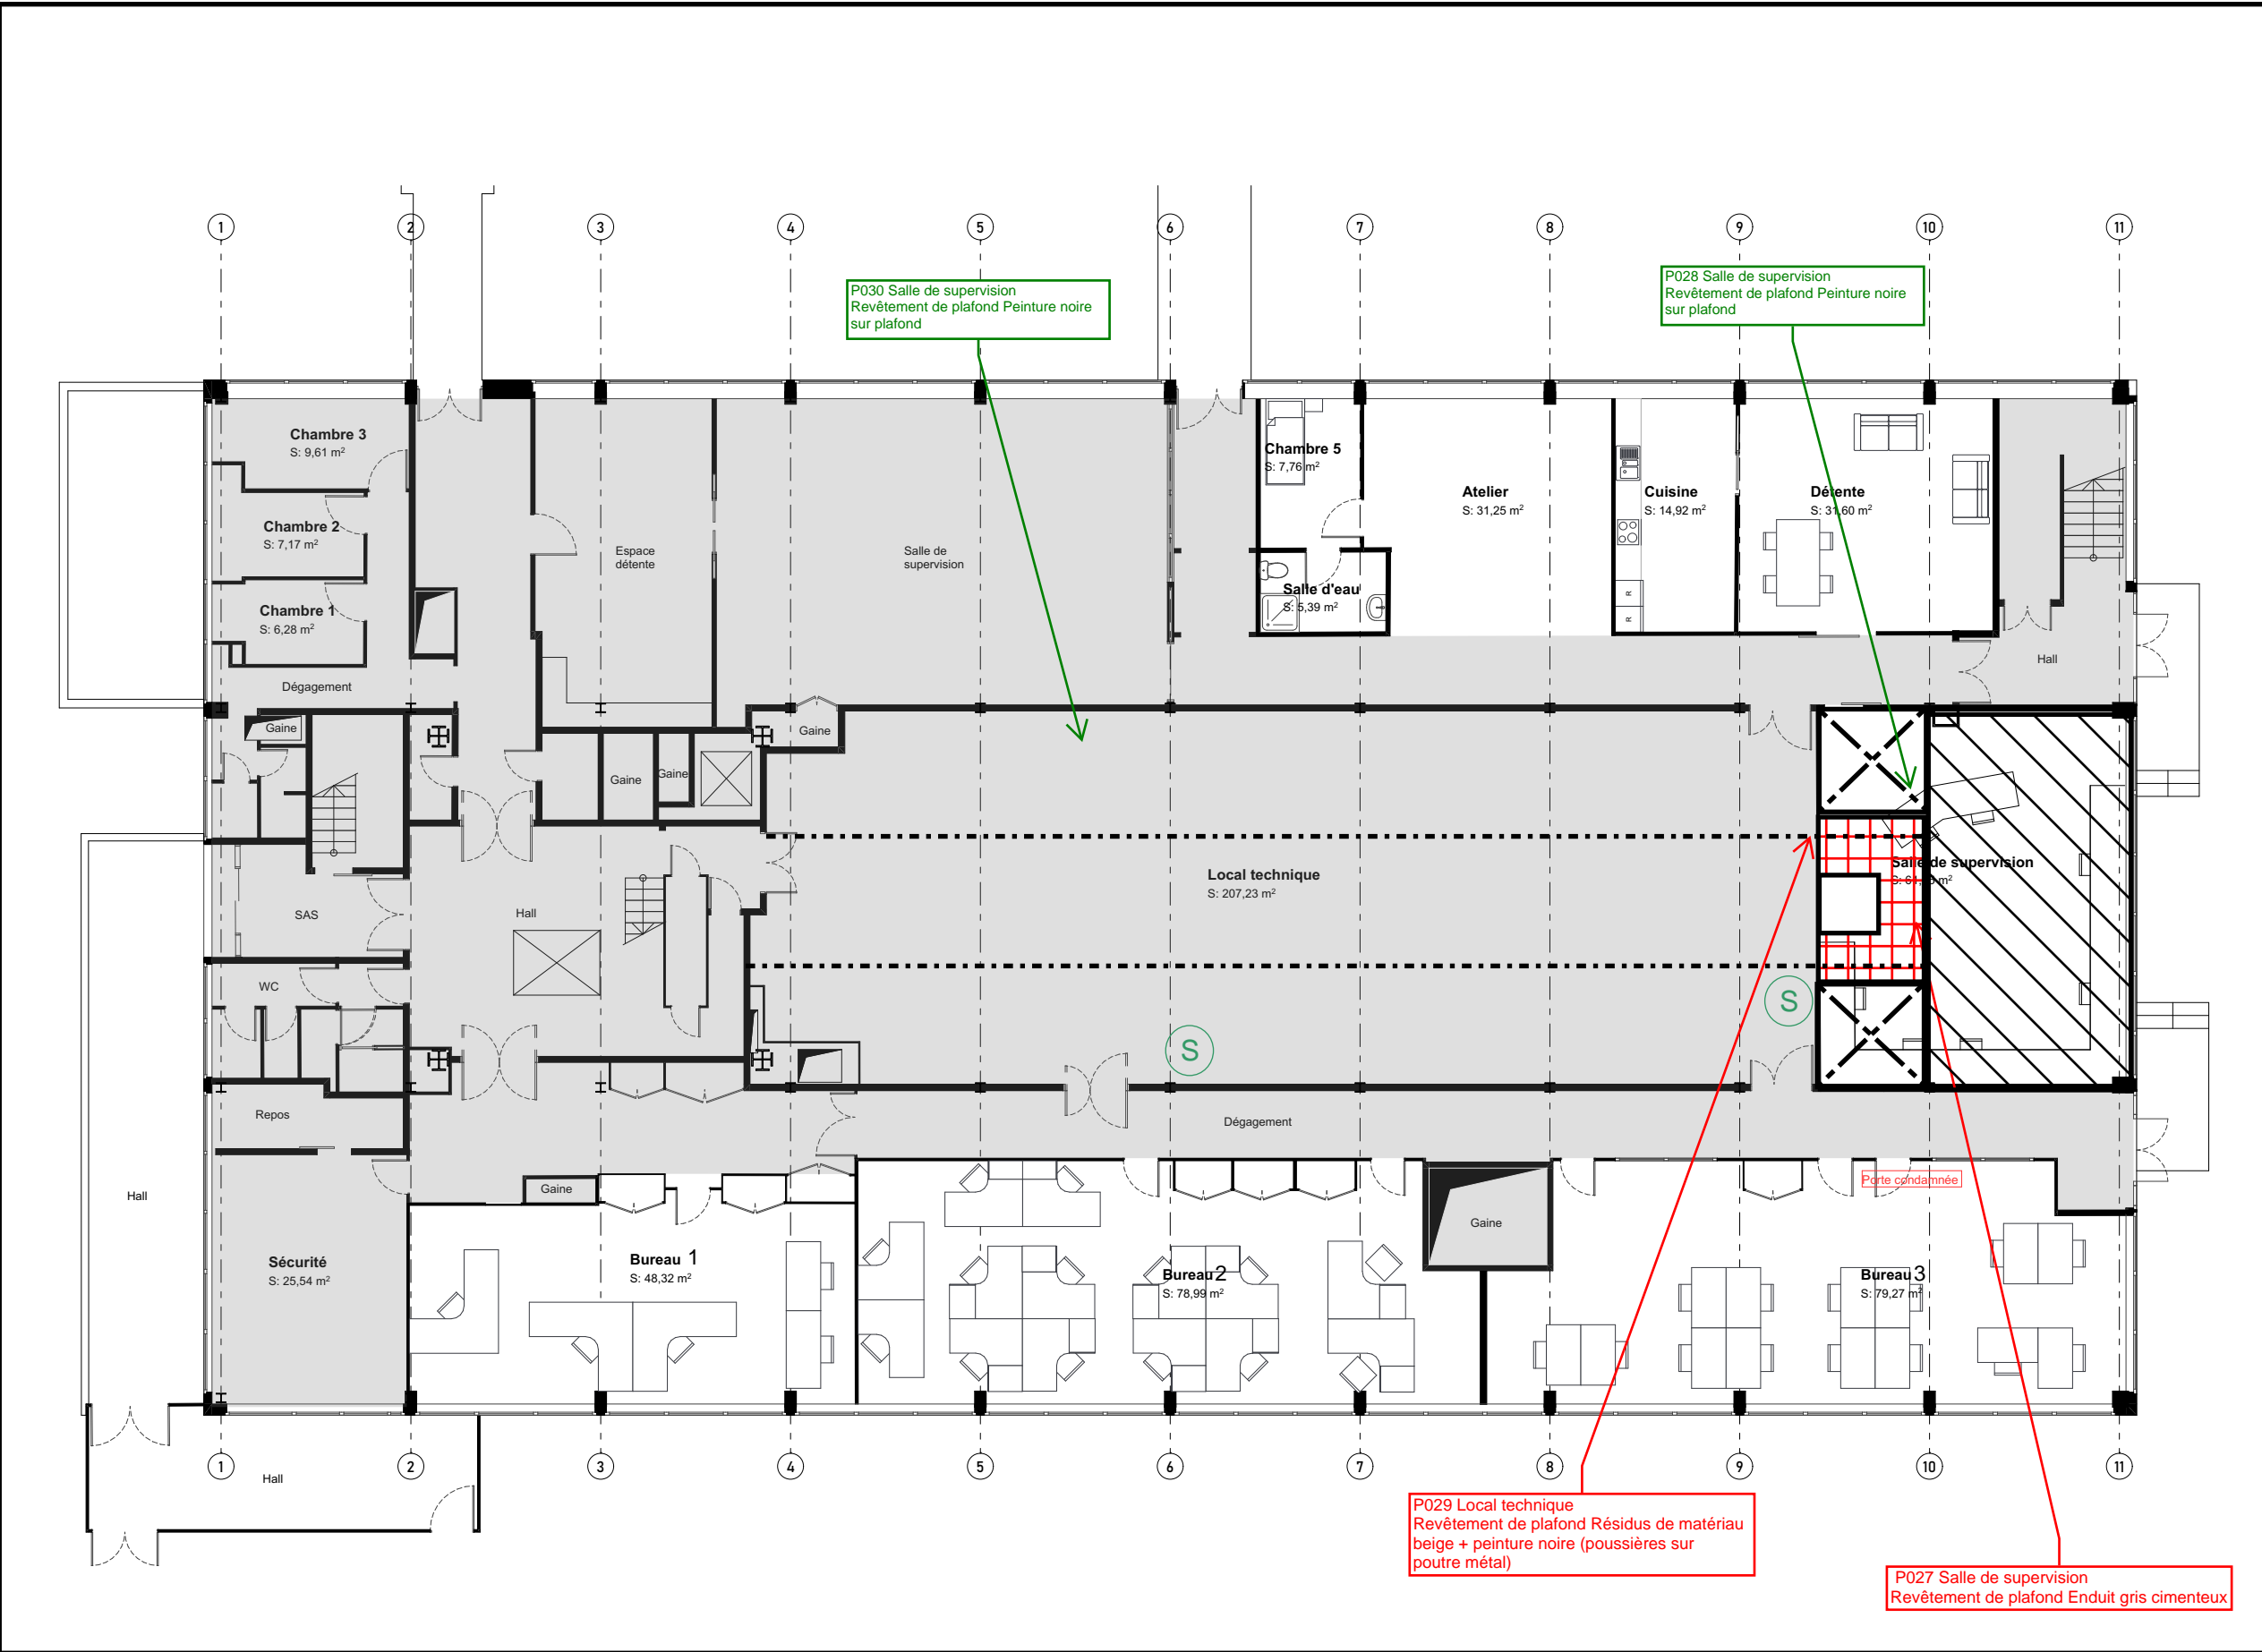 1 2 3 4 5 6 7 8 9 10 11
P030 Salle de supervision
Revêtement de plafond Peinture noire
sur plafond
P028 Salle de supervision
Revêtement de plafond Peinture noire
sur plafond
Chambre 3
S: 9,61 m²
Chambre 2
S: 7,17 m²
Chambre 1
S: 6,28 m²
Dégagement
Espace
détente
Salle de
supervision
Chambre 5
S: 7,76 m²
Salle d'eau
S: 5,39 m²
Atelier
S: 31,25 m²
Cuisine
S: 14,92 m²
R
R
Détente
S: 31,60 m²
Hall
Gaine
Gaine
Gaine
Gaine
SAS
Hall
Local technique
S: 207,23 m²
Salle de supervision
WC
S
S
Repos
Dégagement
Gaine
Porte condamnée
Hall
Sécurité
S: 25,54 m²
Bureau 1
S: 48,32 m²
Bureau 2
S: 78,99 m²
Gaine
Bureau 3
S: 79,27 m²
1 2 3 4 5 6 7 8 9 10 11
Hall
P029 Local technique
Revêtement de plafond Résidus de matériau
beige + peinture noire (poussières sur
poutre métal)
P027 Salle de supervision
Revêtement de plafond Enduit gris cimenteux